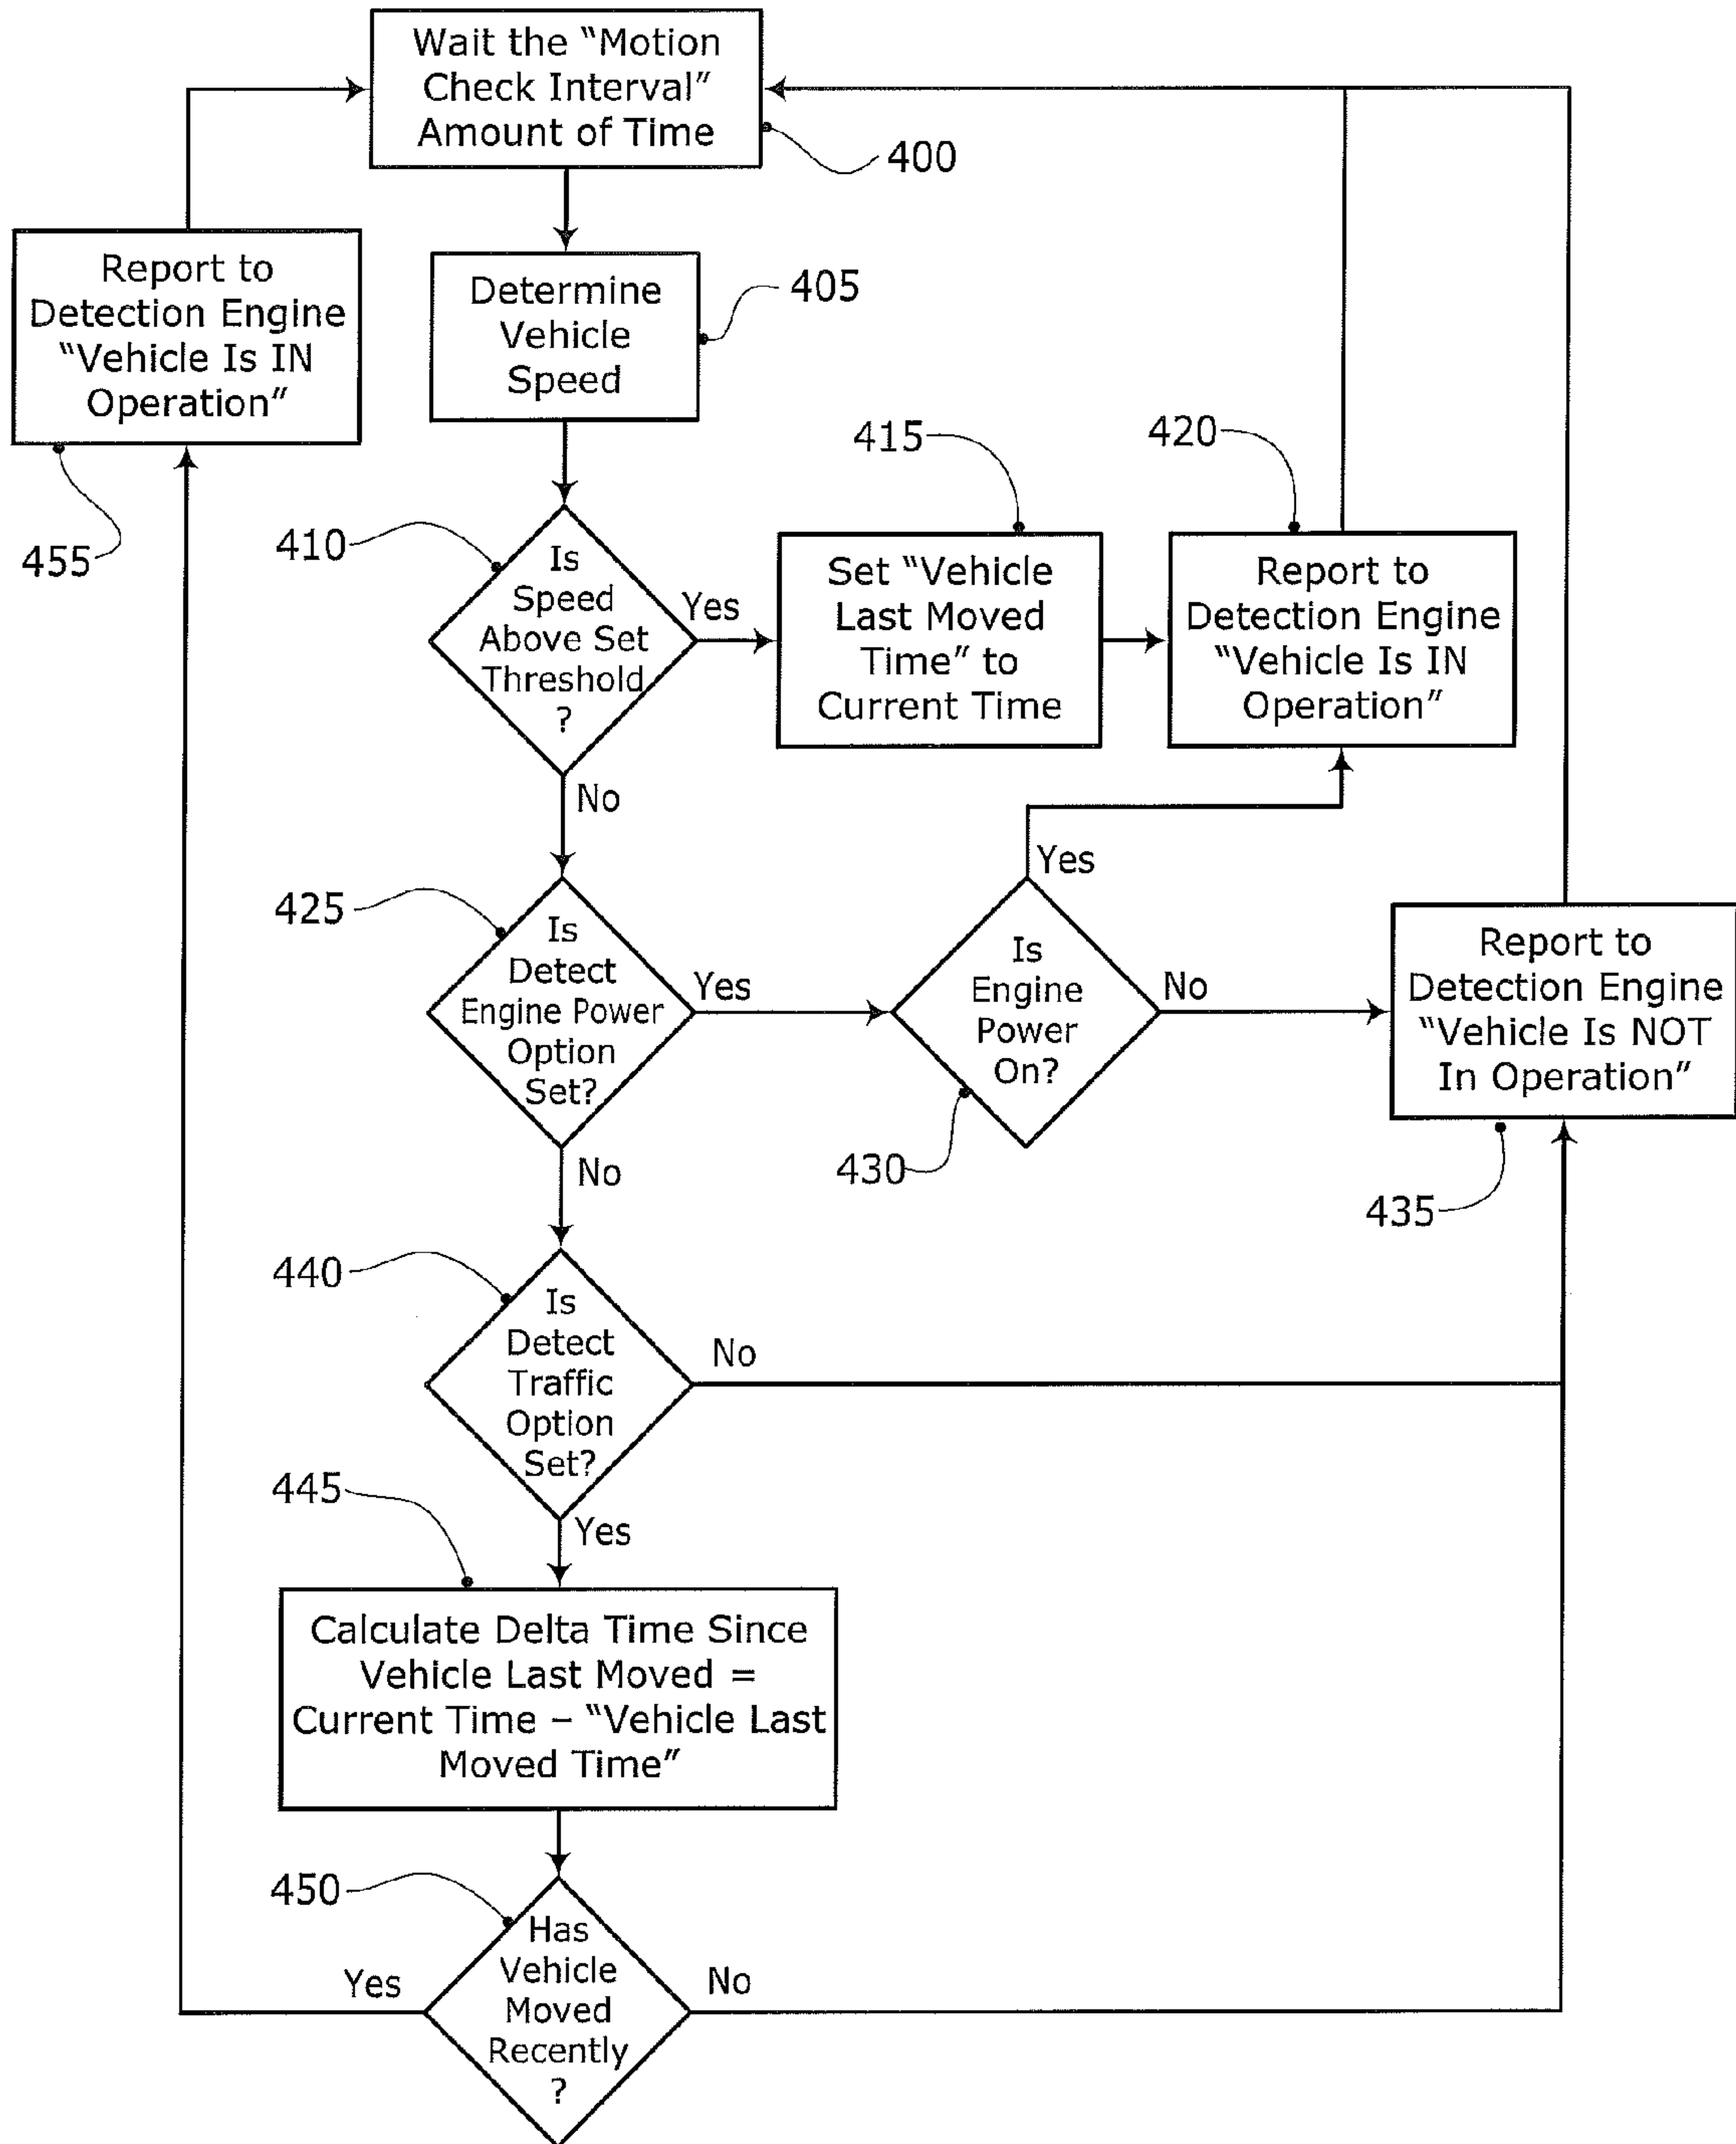 Wait the “Motion
Check Interval”
Amount of Time
400
Report to
Detection Engine
“Vehicle Is IN
Operation”
455
Determine
Vehicle
Speed
405
410
Is
Speed
Above Set
Threshold
?
Yes
No
415
Set “Vehicle
Last Moved
Time” to
Current Time
420
Report to
Detection Engine
“Vehicle Is IN
Operation”
425
Is
Detect
Engine Power
Option
Set?
Yes
No
Is
Engine
Power
On?
Yes
No
430
Report to
Detection Engine
“Vehicle Is NOT
In Operation”
435
440
Is
Detect
Traffic
Option
Set?
No
Yes
445
Calculate Delta Time Since
Vehicle Last Moved =
Current Time – “Vehicle Last
Moved Time”
450
Has
Vehicle
Moved
Recently
?
Yes
No